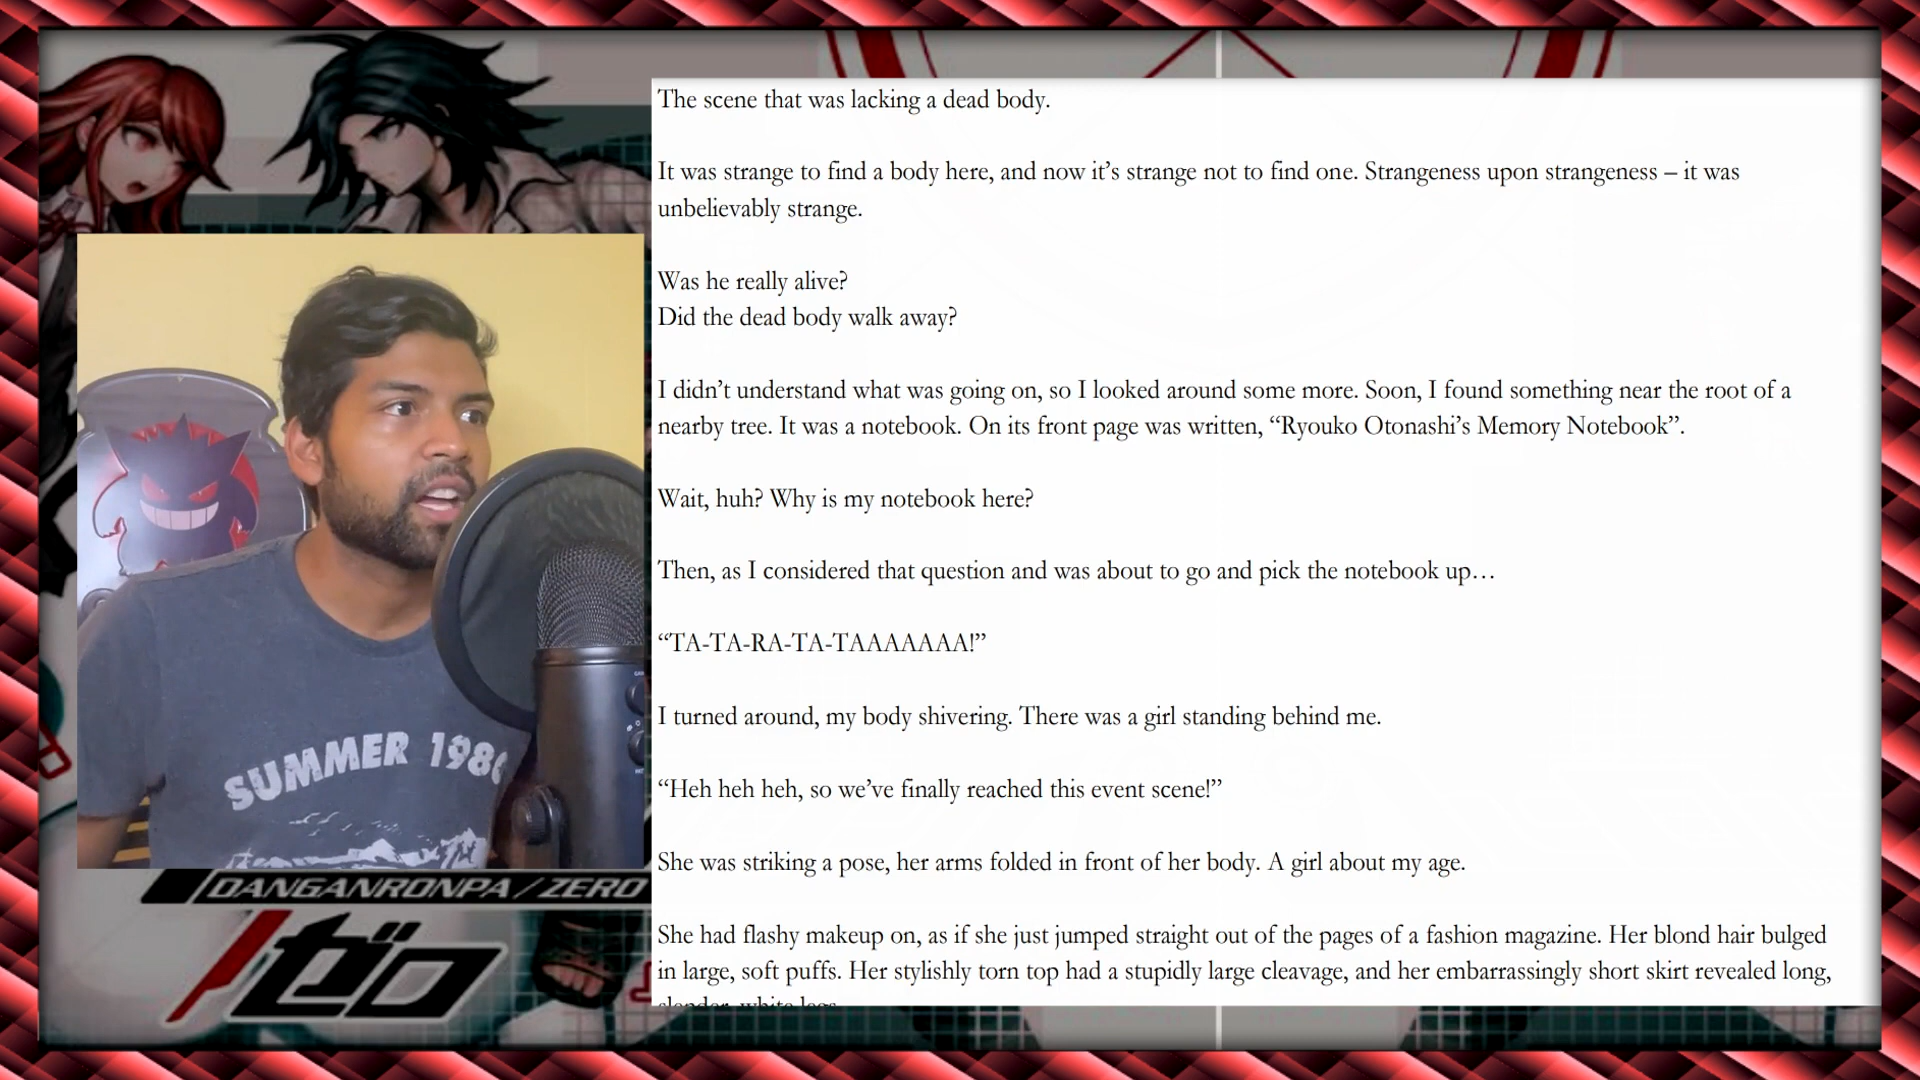 The scene that was lacking a dead body.
It was strange to find a body here, and now it’s strange not to find one. Strangeness upon strangeness – it was
unbelievably strange.
Was he really alive?
Did the dead body walk away?
I didn’t understand what was going on, so I looked around some more. Soon, I found something near the root of a
nearby tree. It was a notebook. On its front page was written, “Ryouko Otonashi’s Memory Notebook”.
Wait, huh? Why is my notebook here?
Then, as I considered that question and was about to go and pick the notebook up…
“TA-TA-RA-TA-TAAAAAAA!”
I turned around, my body shivering. There was a girl standing behind me.
“Heh heh heh, so we’ve finally reached this event scene!”
She was striking a pose, her arms folded in front of her body. A girl about my age.
She had flashy makeup on, as if she just jumped straight out of the pages of a fashion magazine. Her blond hair bulged
in large, soft puffs. Her stylishly torn top had a stupidly large cleavage, and her embarrassingly short skirt revealed long,
slender, white legs
SUMMER 198
DANGANRONPA/ZERO
/ゼロ